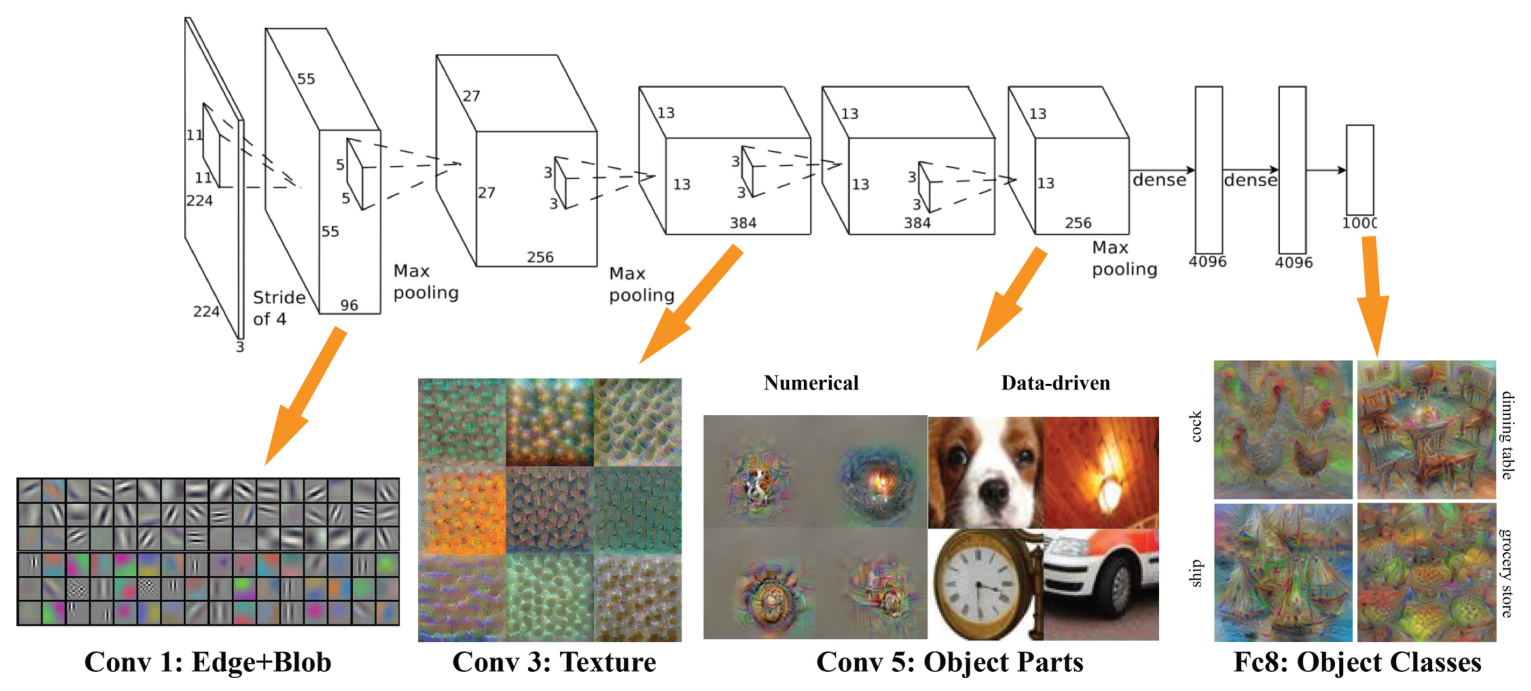 55
27
13
13
13
11
5
3
3
3
11
5
27
3
13
3
13
3
13
dense
dense
224
55
256
384
384
256
1000
224
Stride
of 4
96
Max
pooling
Max
pooling
Max
pooling
4096
4096
3
Numerical
Data-driven
cock
dinning table
ship
grocery store
Conv 1: Edge+Blob
Conv 3: Texture
Conv 5: Object Parts
Fc8: Object Classes